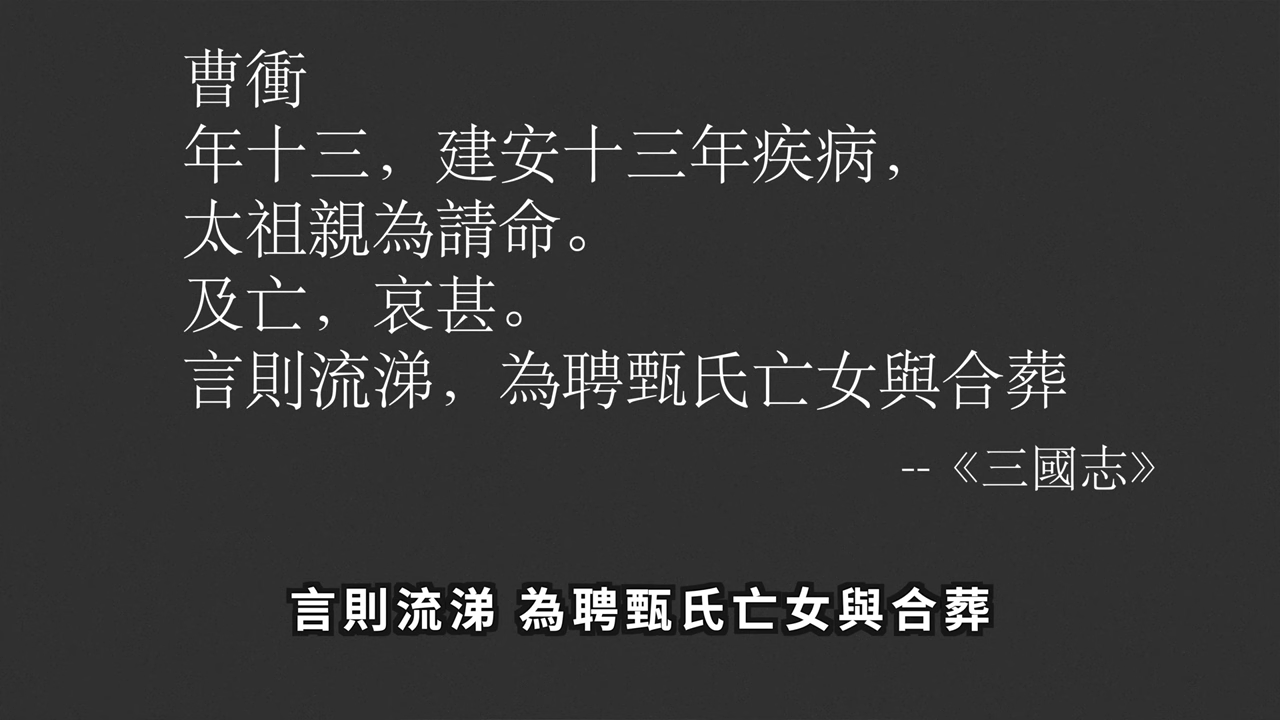 曹衝
年十三，建安十三年疾病，
太祖親為請命。
及亡，哀甚。
言則流涕，為聘甄氏亡女與合葬
--《三國志》
言則流涕 為聘甄氏亡女與合葬